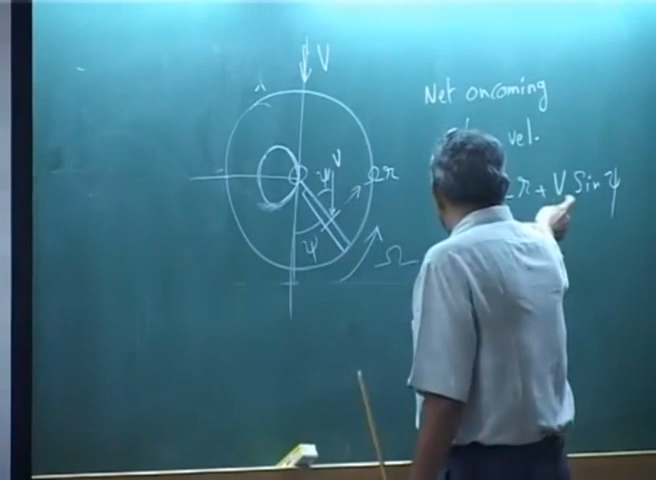 V
Net oncoming
vel.
r + V Sin ψ
V
ψ
Ωr
ψ
Ω